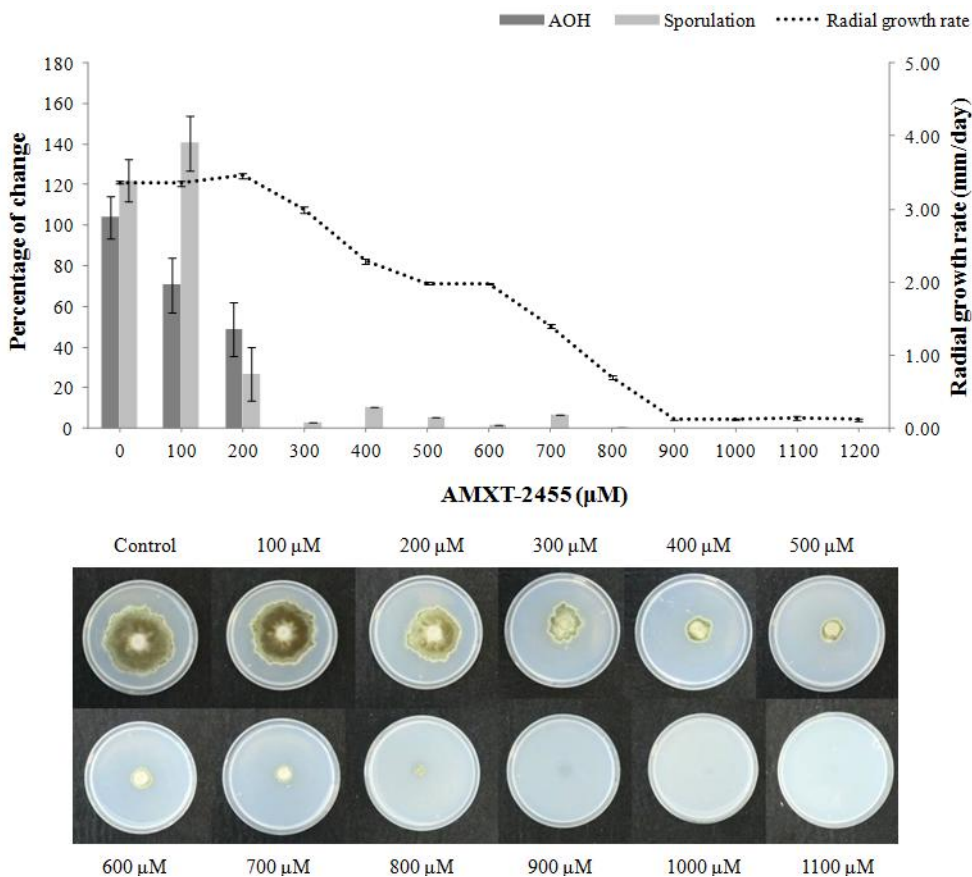 AOH Sporulation Radial growth rate
180
160
140
120
100
80
60
40
20
0
Percentage of change
5.00
4.00
3.00
2.00
1.00
0.00
Radial growth rate (mm/day)
0 100 200 300 400 500 600 700 800 900 1000 1100 1200
AMXT-2455 (µM)
Control 100 µM 200 µM 300 µM 400 µM 500 µM
600 µM 700 µM 800 µM 900 µM 1000 µM 1100 µM